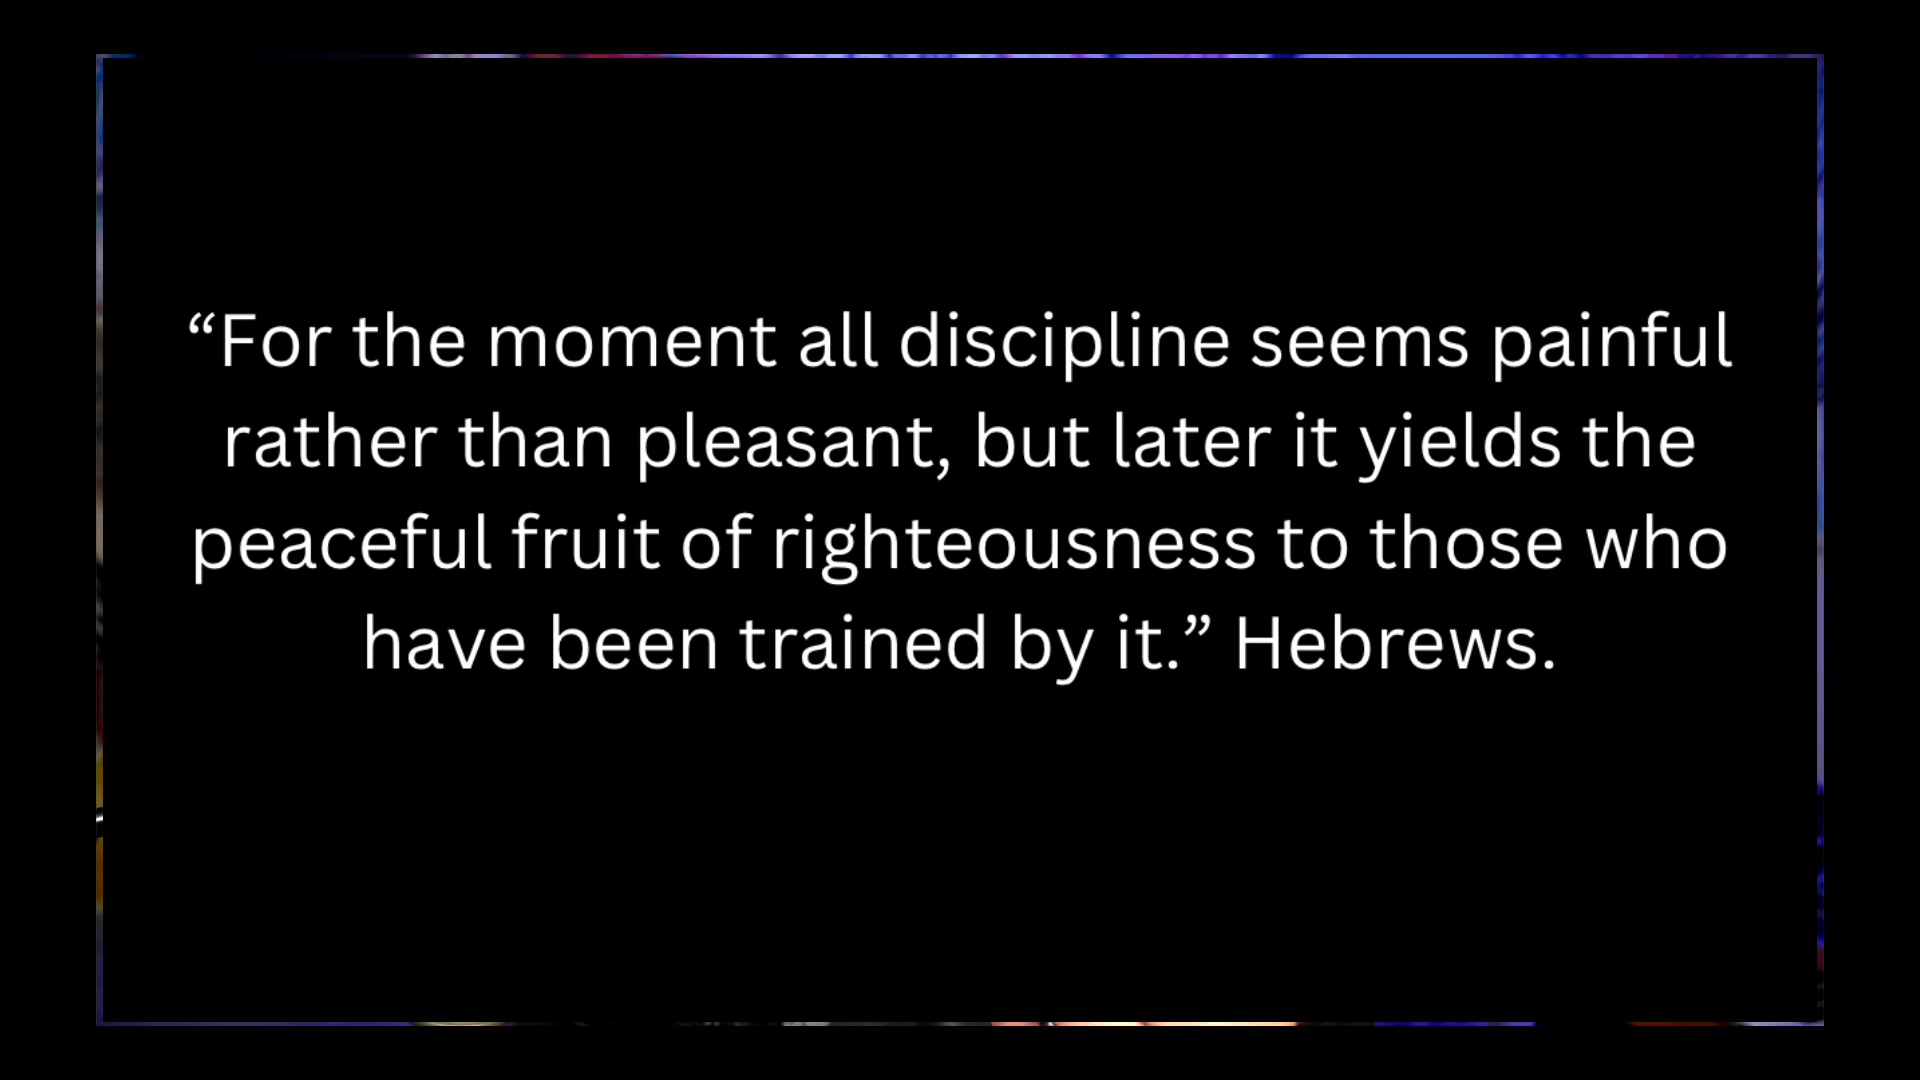 “For the moment all discipline seems painful
rather than pleasant, but later it yields the
peaceful fruit of righteousness to those who
have been trained by it.” Hebrews.